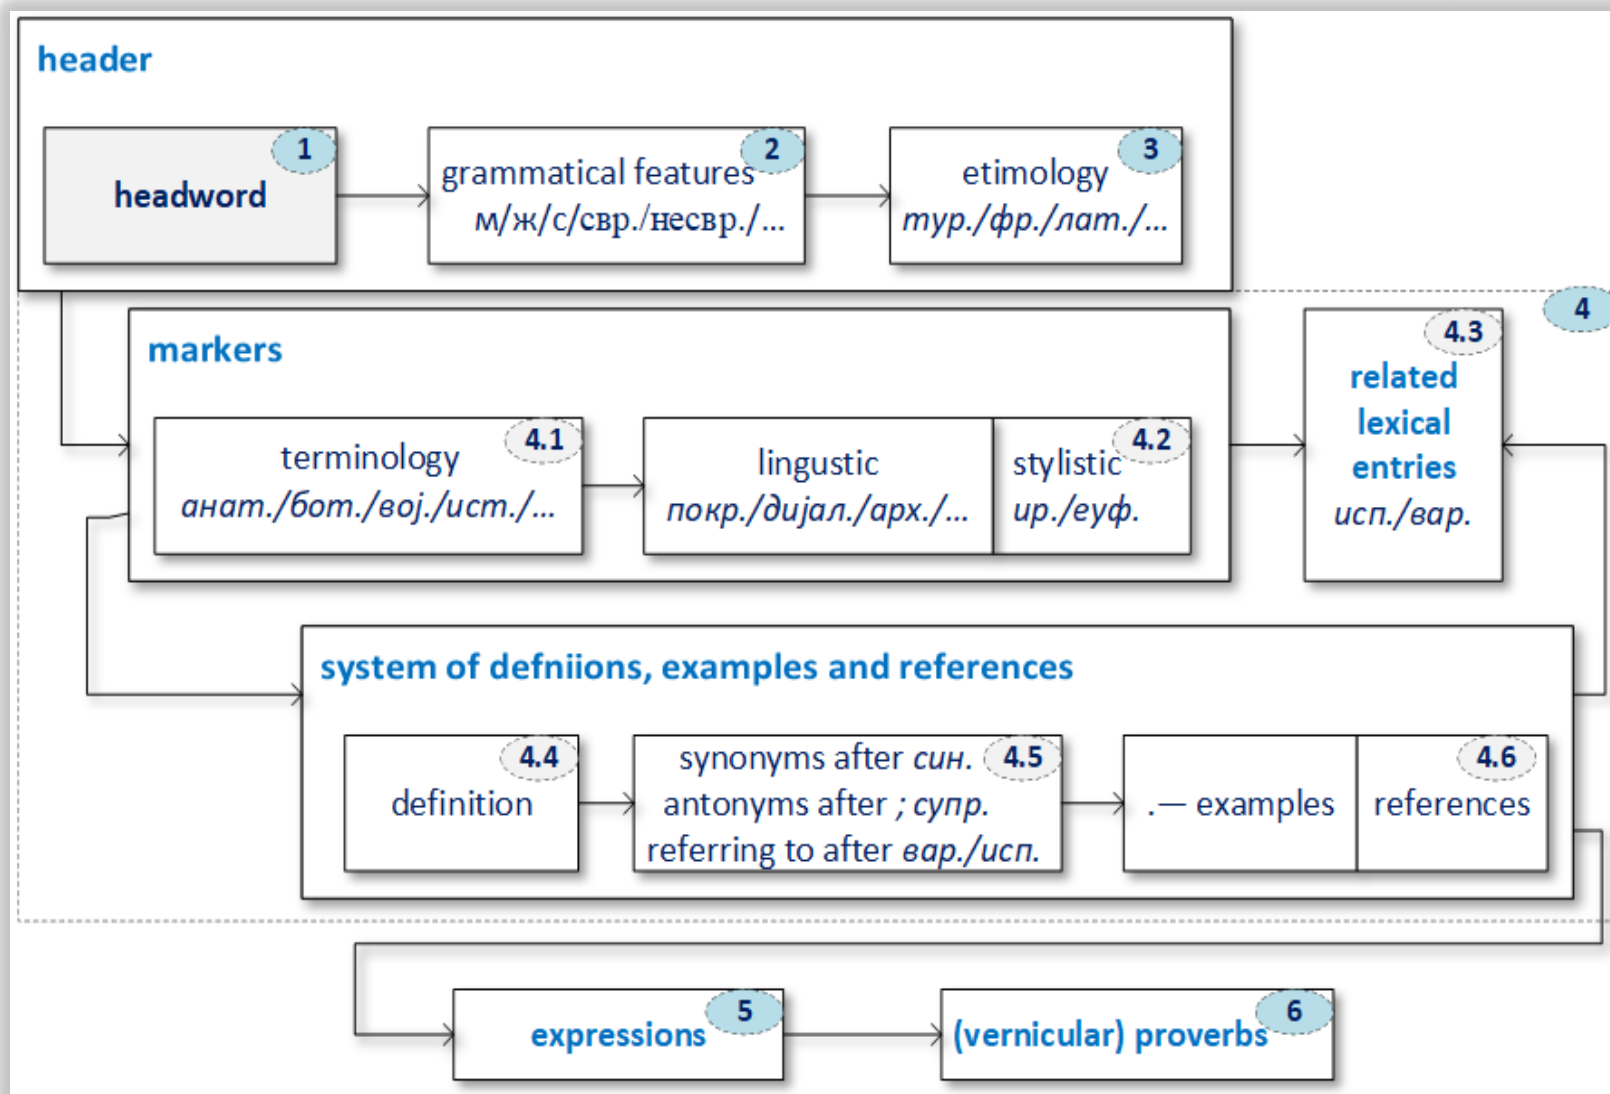 header
1
headword
2
grammatical features
м/ж/с/свр./несвр./...
3
etimology
тур./фр./лат./...
4
markers
4.1
terminology
анат./бот./вој./ист./...
lingustic
покр./дијал./арх./...
4.2
stylistic
ир./еуф.
4.3
related
lexical
entries
исп./вар.
system of defniions, examples and references
4.4
definition
4.5
synonyms after син.
antonyms after ; супр.
referring to after вар./исп.
.— examples
4.6
references
5
expressions
6
(vernicular) proverbs